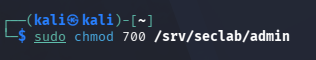 ┌──(kali㉿kali)-[~]
└─$ sudo chmod 700 /srv/seclab/admin